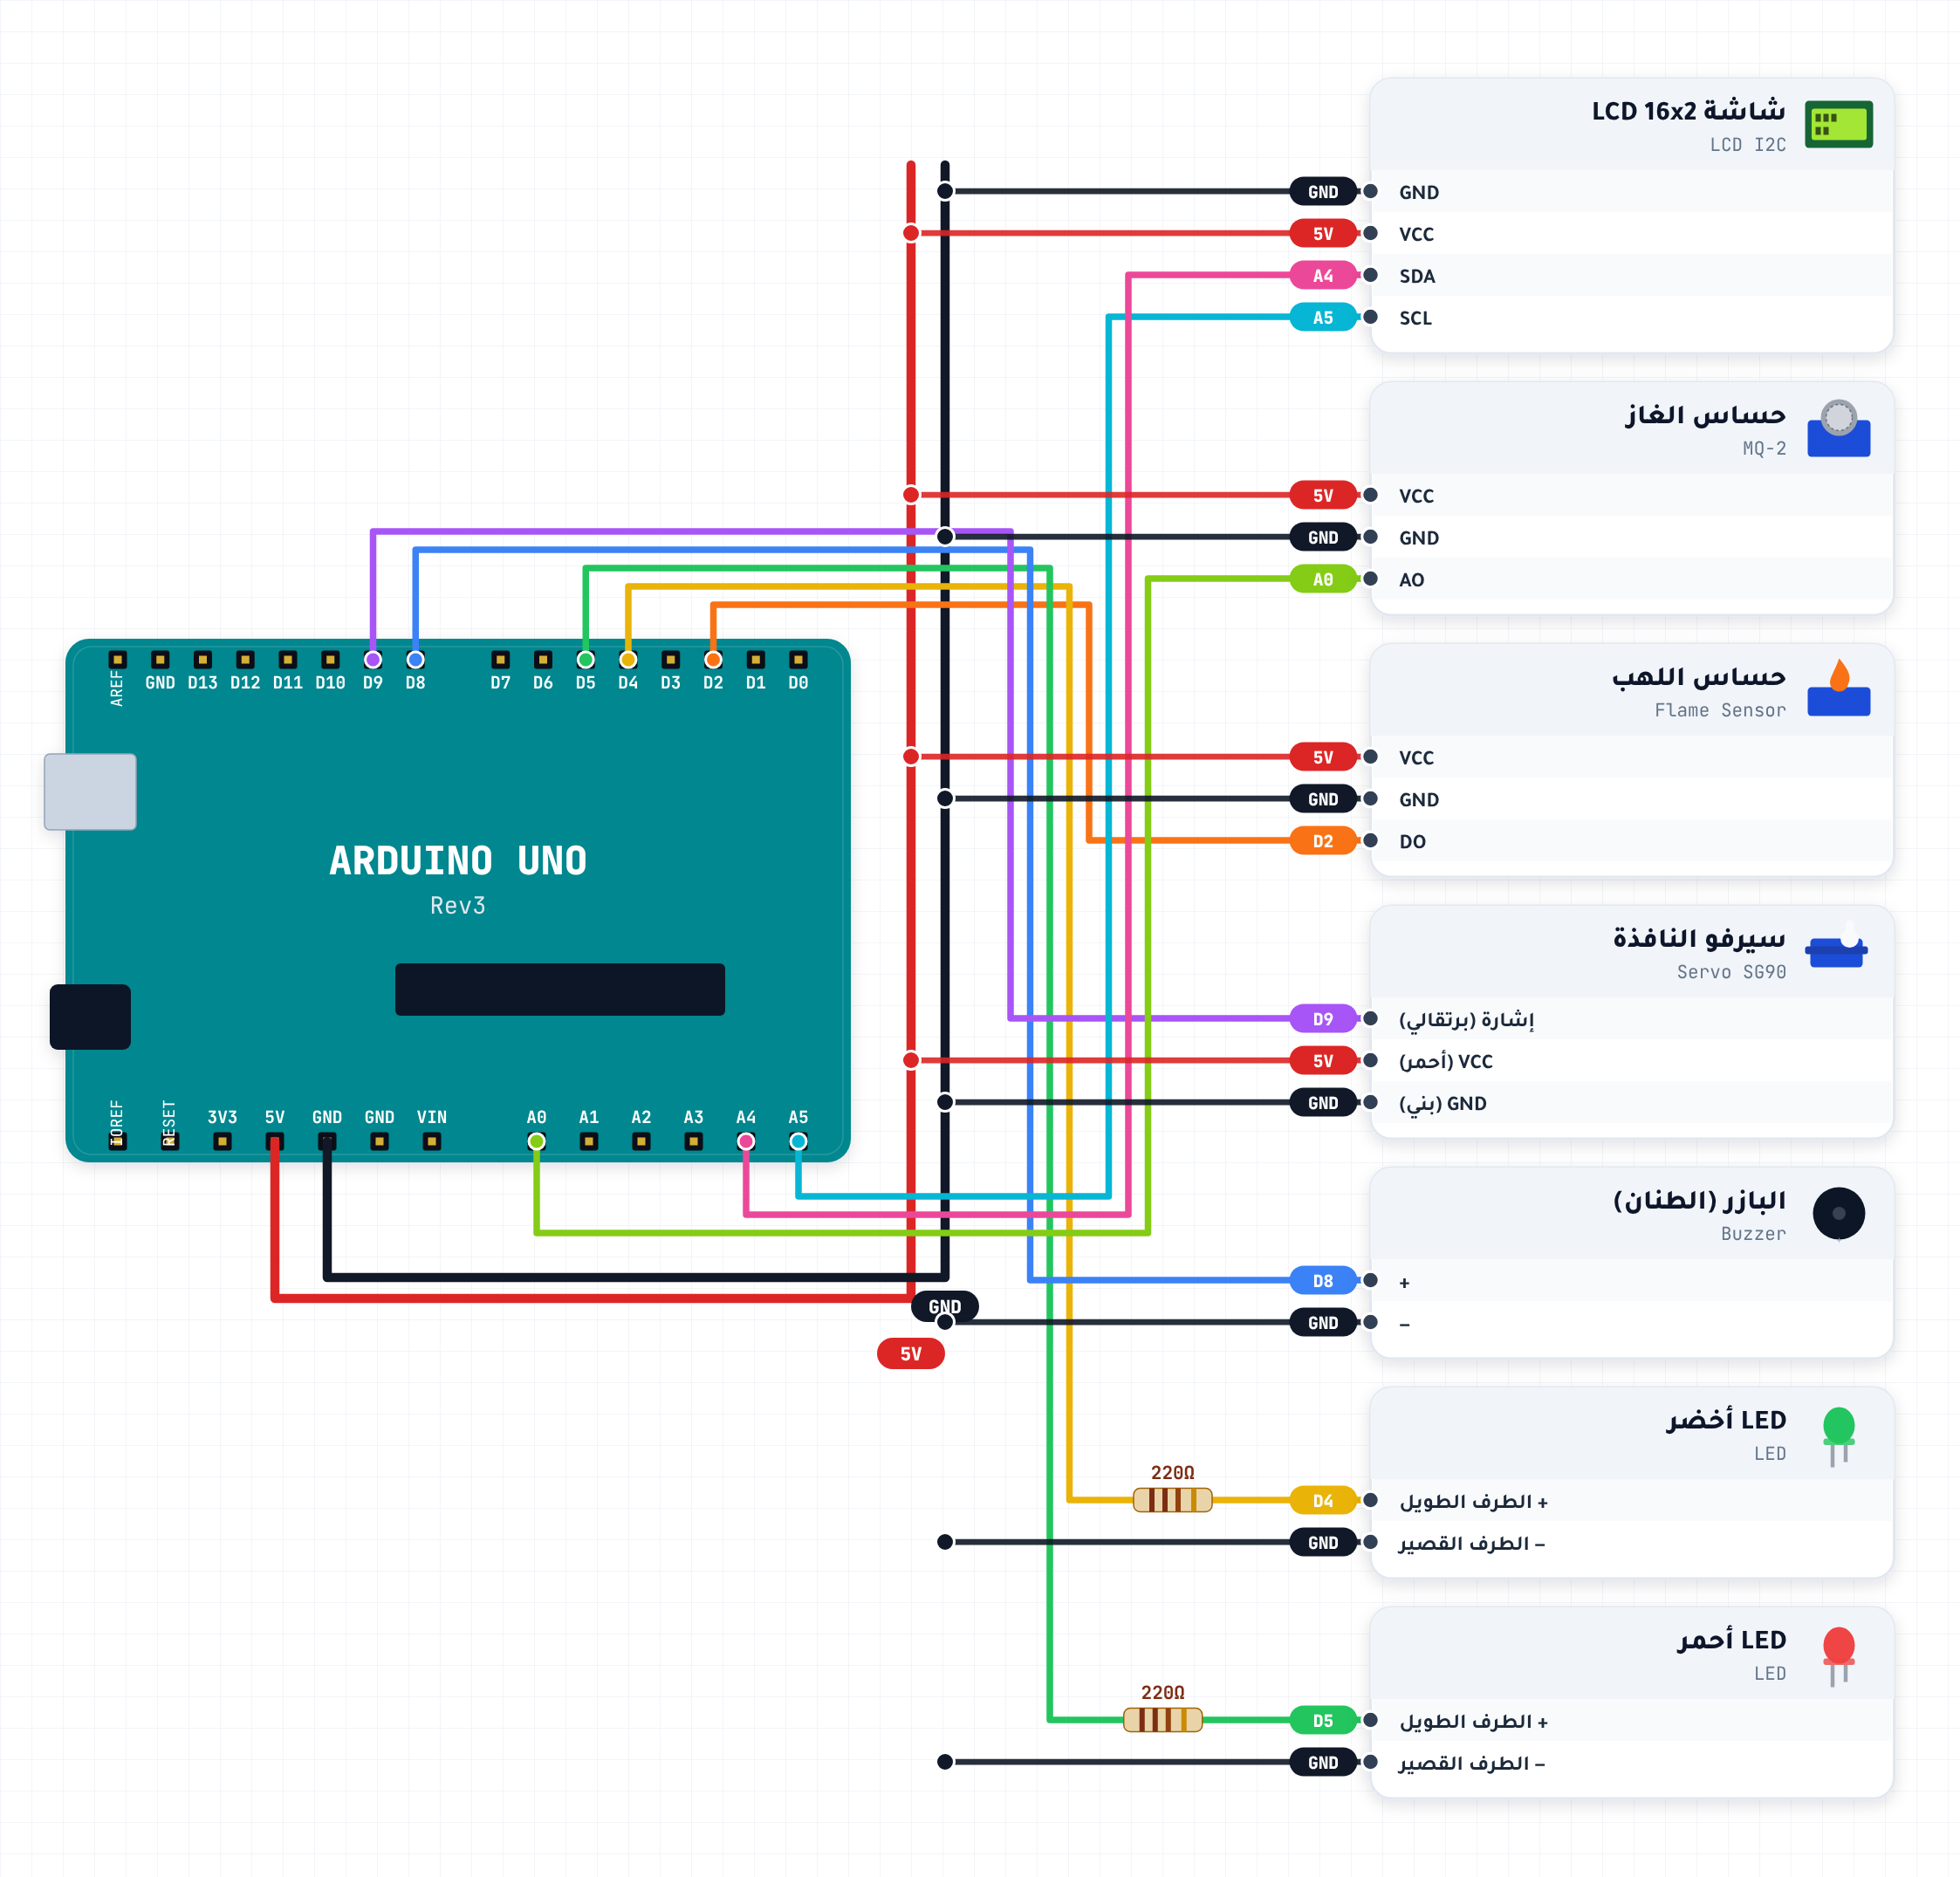 شاشة LCD 16x2
LCD I2C
GND GND
5V VCC
A4 SDA
A5 SCL
حساس الغاز
MQ-2
5V VCC
GND GND
A0 AO
حساس اللهب
Flame Sensor
5V VCC
GND GND
D2 DO
سيرفو النافذة
Servo SG90
D9 إشارة (برتقالي)
5V VCC (أحمر)
GND GND (بني)
البازر (الطنان)
Buzzer
D8 +
GND –
LED أخضر
LED
220Ω
D4 + الطرف الطويل
GND – الطرف القصير
LED أحمر
LED
220Ω
D5 + الطرف الطويل
GND – الطرف القصير
AREF GND D13 D12 D11 D10 D9 D8 D7 D6 D5 D4 D3 D2 D1 D0
ARDUINO UNO
Rev3
IOREF RESET 3V3 5V GND GND VIN A0 A1 A2 A3 A4 A5
GND
5V